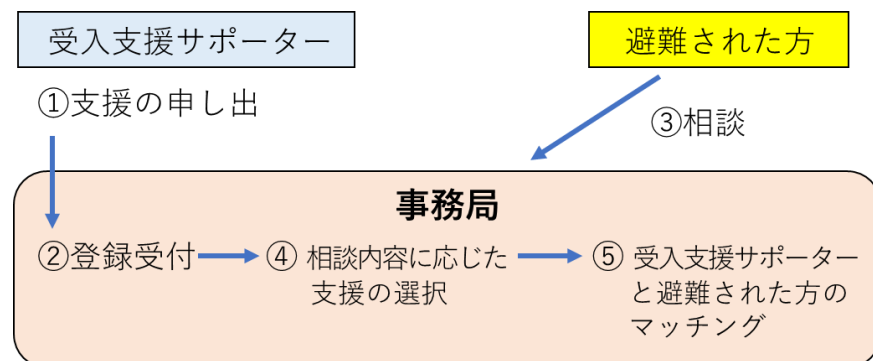 受入支援サポーター
避難された方
①支援の申し出
③相談
事務局
②登録受付
④ 相談内容に応じた
支援の選択
⑤ 受入支援サポーター
と避難された方の
マッチング